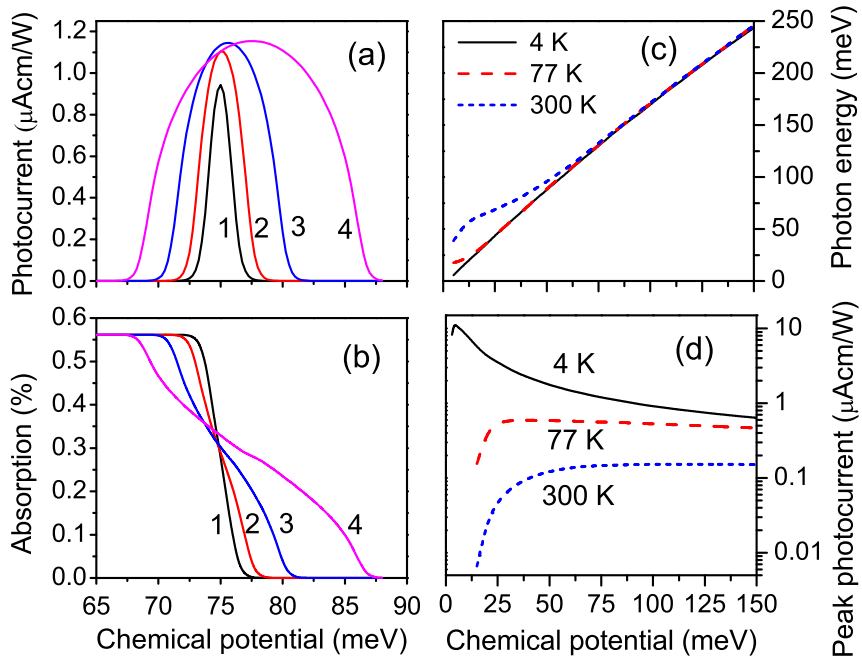 (a)
Photocurrent (μAcm/W)
1.2
1.0
0.8
0.6
0.4
0.2
0.0
1
2
3
4
(c)
4 K
77 K
300 K
250
200
150
100
50
0
Photon energy (meV)
(b)
Absorption (%)
0.6
0.5
0.4
0.3
0.2
0.1
0.0
1
2
3
4
65 70 75 80 85 90
Chemical potential (meV)
(d)
4 K
77 K
300 K
10
1
0.1
0.01
Peak photocurrent (μAcm/W)
0 25 50 75 100 125 150
Chemical potential (meV)